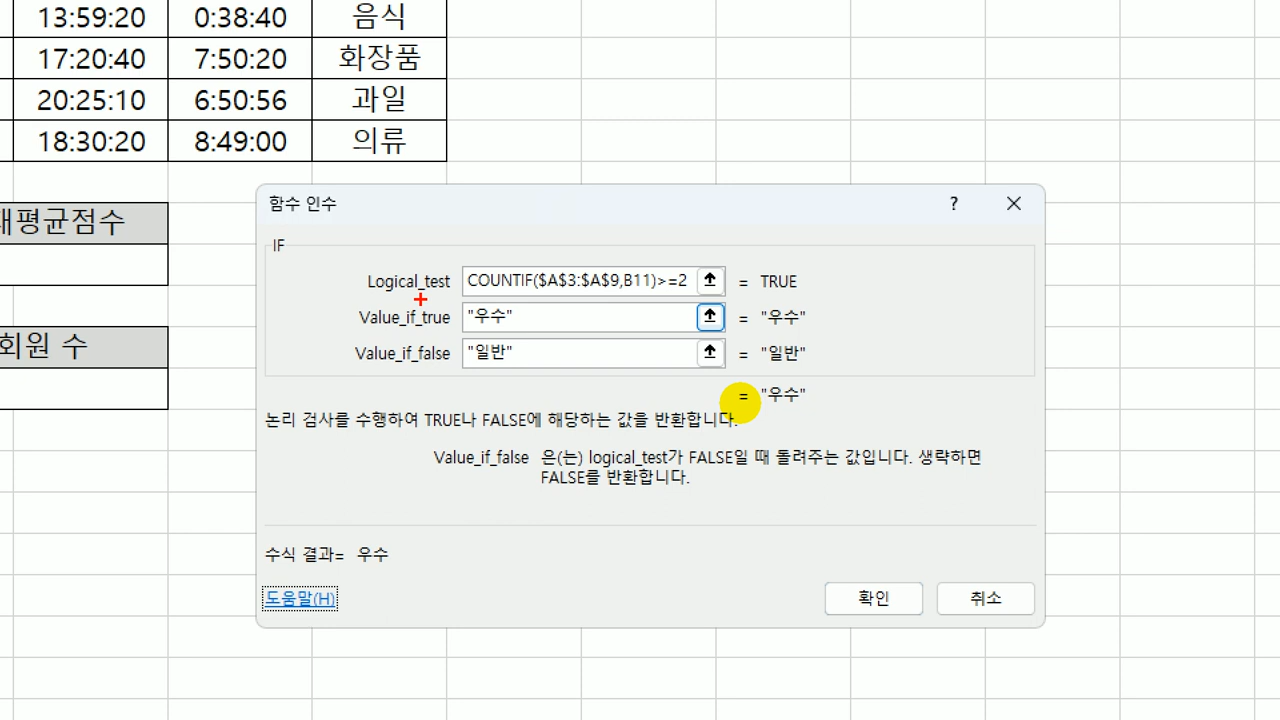 13:59:20 0:38:40 음식
17:20:40 7:50:20 화장품
20:25:10 6:50:56 과일
18:30:20 8:49:00 의류
평균점수
회원 수
함수 인수 ?
IF
Logical_test COUNTIF($A$3:$A$9,B11)>=2 = TRUE
Value_if_true "우수" = "우수"
Value_if_false "일반" = "일반"
= "우수"
논리 검사를 수행하여 TRUE나 FALSE에 해당하는 값을 반환합니다.
Value_if_false 은(는) logical_test가 FALSE일 때 돌려주는 값입니다. 생략하면
FALSE를 반환합니다.
수식 결과= 우수
도움말(H) 확인 취소